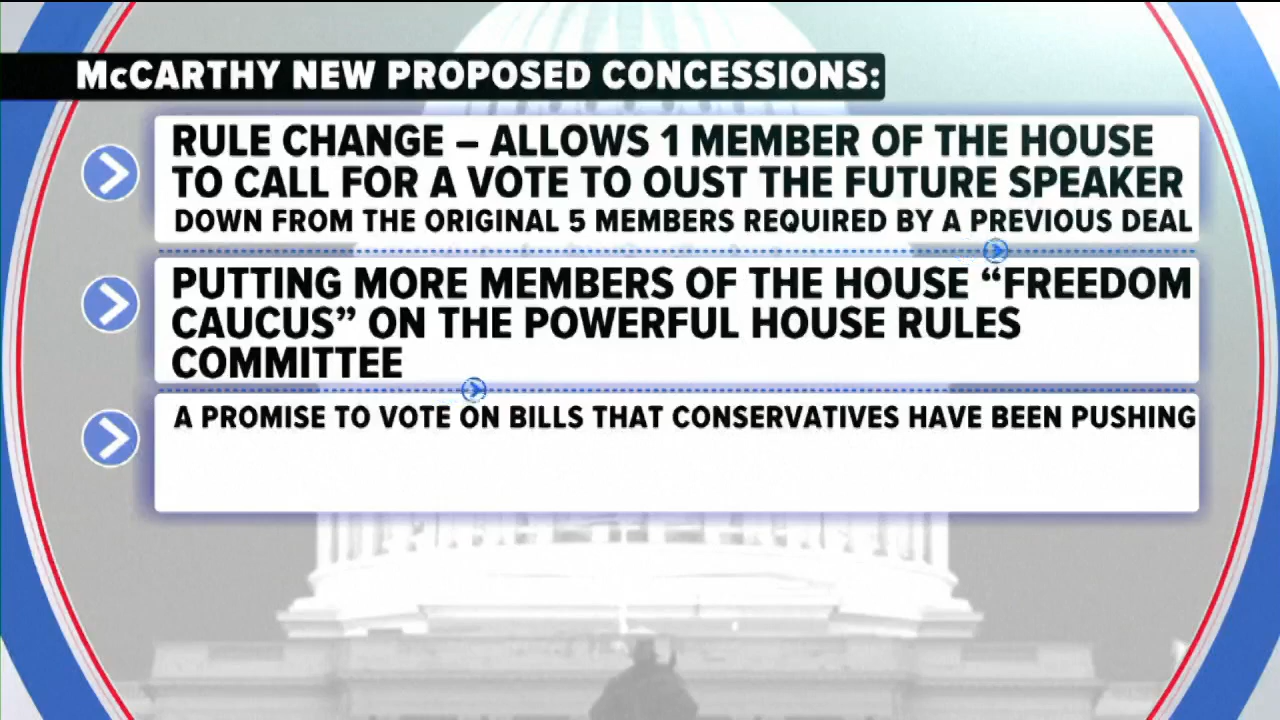 McCARTHY NEW PROPOSED CONCESSIONS:
RULE CHANGE – ALLOWS 1 MEMBER OF THE HOUSE
TO CALL FOR A VOTE TO OUST THE FUTURE SPEAKER
DOWN FROM THE ORIGINAL 5 MEMBERS REQUIRED BY A PREVIOUS DEAL
PUTTING MORE MEMBERS OF THE HOUSE “FREEDOM
CAUCUS” ON THE POWERFUL HOUSE RULES
COMMITTEE
A PROMISE TO VOTE ON BILLS THAT CONSERVATIVES HAVE BEEN PUSHING